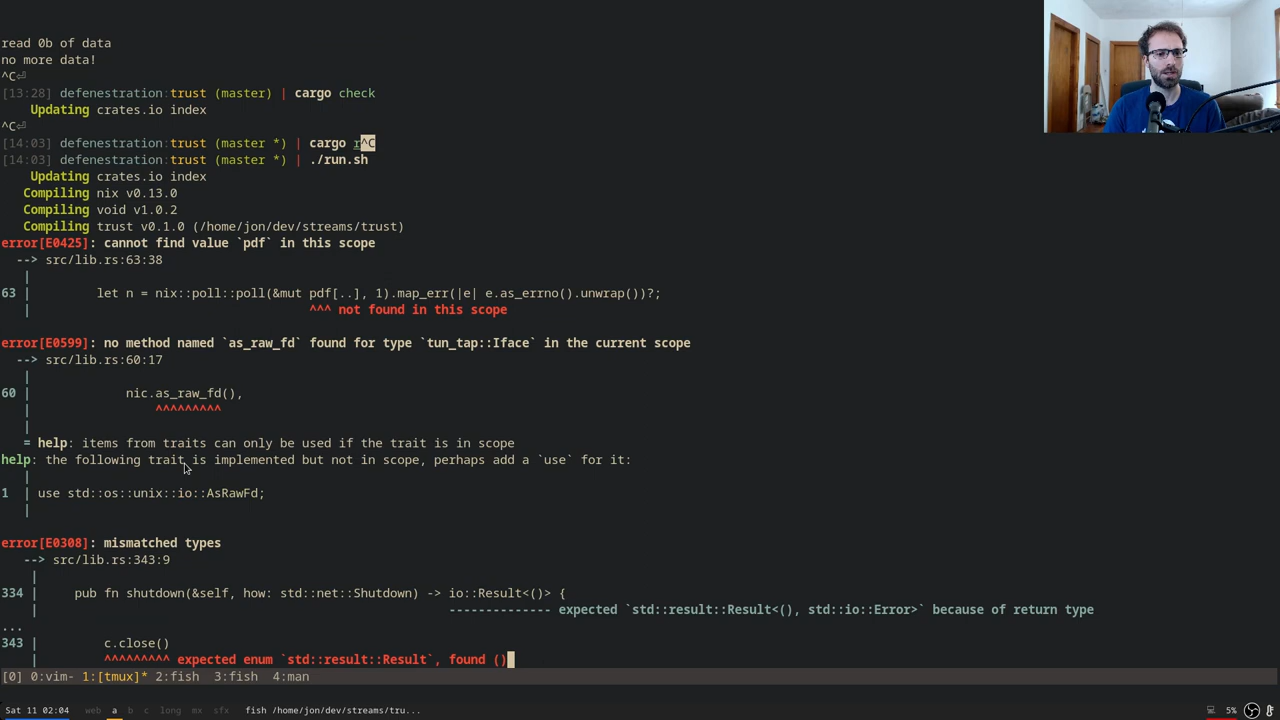 read 0b of data
no more data!
^C⏎
[13:28] defenestration:trust (master) | cargo check
    Updating crates.io index
^C⏎
[14:03] defenestration:trust (master *) | cargo r^C
[14:03] defenestration:trust (master *) | ./run.sh
    Updating crates.io index
   Compiling nix v0.13.0
   Compiling void v1.0.2
   Compiling trust v0.1.0 (/home/jon/dev/streams/trust)
error[E0425]: cannot find value `pdf` in this scope
  --> src/lib.rs:63:38
   |
63 |         let n = nix::poll::poll(&mut pdf[..], 1).map_err(|e| e.as_errno().unwrap())?;
   |                                      ^^^ not found in this scope

error[E0599]: no method named `as_raw_fd` found for type `tun_tap::Iface` in the current scope
  --> src/lib.rs:60:17
   |
60 |             nic.as_raw_fd(),
   |                 ^^^^^^^^^
   |
   = help: items from traits can only be used if the trait is in scope
help: the following trait is implemented but not in scope, perhaps add a `use` for it:
   |
1  | use std::os::unix::io::AsRawFd;
   |

error[E0308]: mismatched types
  --> src/lib.rs:343:9
   |
334 |     pub fn shutdown(&self, how: std::net::Shutdown) -> io::Result<()> {
    |                                                        -------------- expected `std::result::Result<(), std::io::Error>` because of return type
...
343 |         c.close()
    |         ^^^^^^^^^ expected enum `std::result::Result`, found ()
[0] 0:vim- 1:[tmux]* 2:fish  3:fish  4:man
Sat 11 02:04 web a b c long mx sfx fish /home/jon/dev/streams/tru... 5%